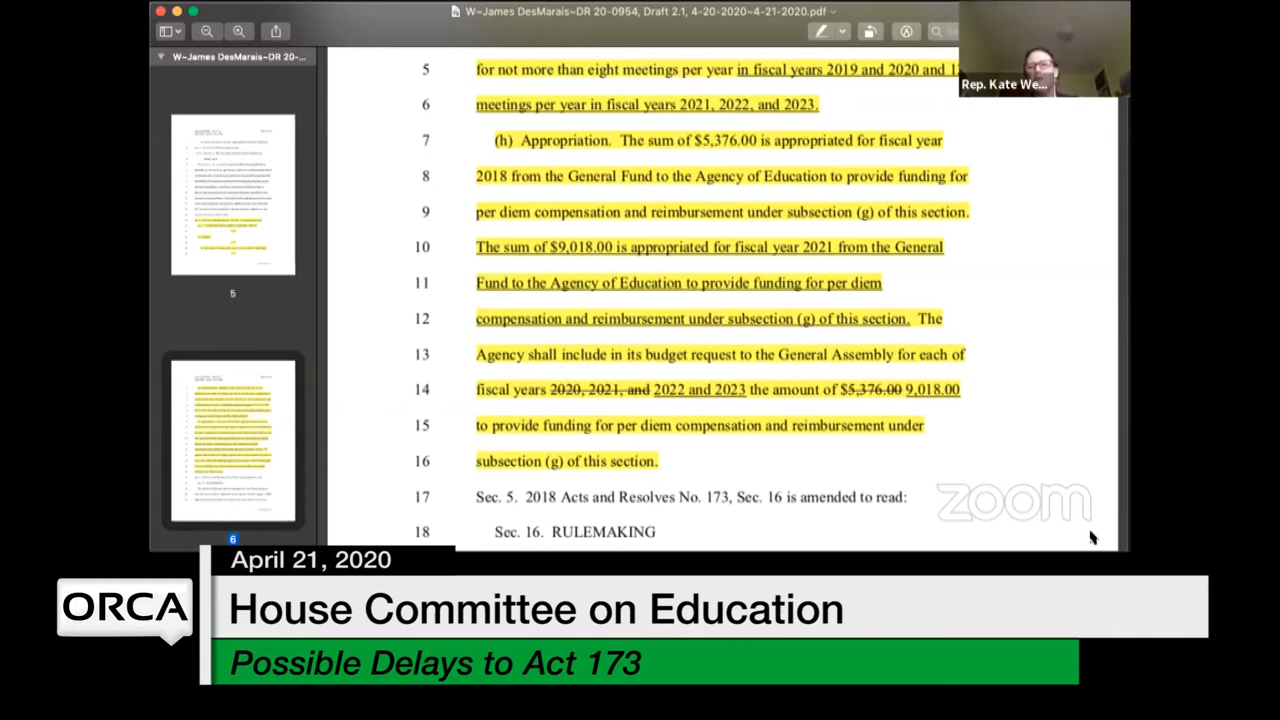 W~James DesMarais~DR 20-0954, Draft 2.1, 4-20-2020~4-21-2020.pdf
W~James DesMarais~DR 20-...
Rep. Kate We...
5 for not more than eight meetings per year in fiscal years 2019 and 2020 and
6 meetings per year in fiscal years 2021, 2022, and 2023.
7 (h) Appropriation. The sum of $5,376.00 is appropriated for fiscal year
8 2018 from the General Fund to the Agency of Education to provide funding for
9 per diem compensation and reimbursement under subsection (g) of this section.
10 The sum of $9,018.00 is appropriated for fiscal year 2021 from the General
11 Fund to the Agency of Education to provide funding for per diem
12 compensation and reimbursement under subsection (g) of this section. The
13 Agency shall include in its budget request to the General Assembly for each of
14 fiscal years 2020, 2021, and 2022 and 2023 the amount of $5,376.00 9,018.00
15 to provide funding for per diem compensation and reimbursement under
16 subsection (g) of this section.
17 Sec. 5. 2018 Acts and Resolves No. 173, Sec. 16 is amended to read:
18 Sec. 16. RULEMAKING
5
6
zoom
April 21, 2020
ORCA
House Committee on Education
Possible Delays to Act 173